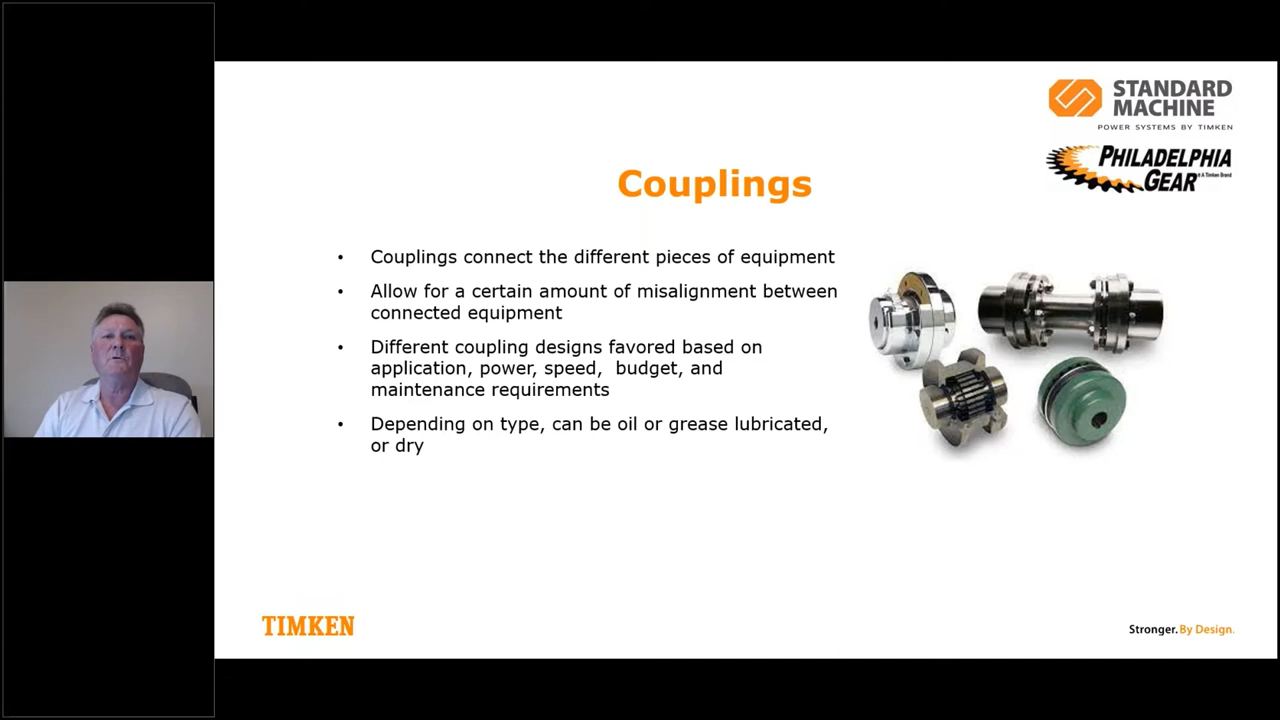 STANDARD
MACHINE
POWER SYSTEMS BY TIMKEN
PHILADELPHIA
GEAR
A Timken Brand
Couplings
• Couplings connect the different pieces of equipment
• Allow for a certain amount of misalignment between
connected equipment
• Different coupling designs favored based on
application, power, speed,  budget, and
maintenance requirements
• Depending on type, can be oil or grease lubricated,
or dry
TIMKEN
Stronger. By Design.